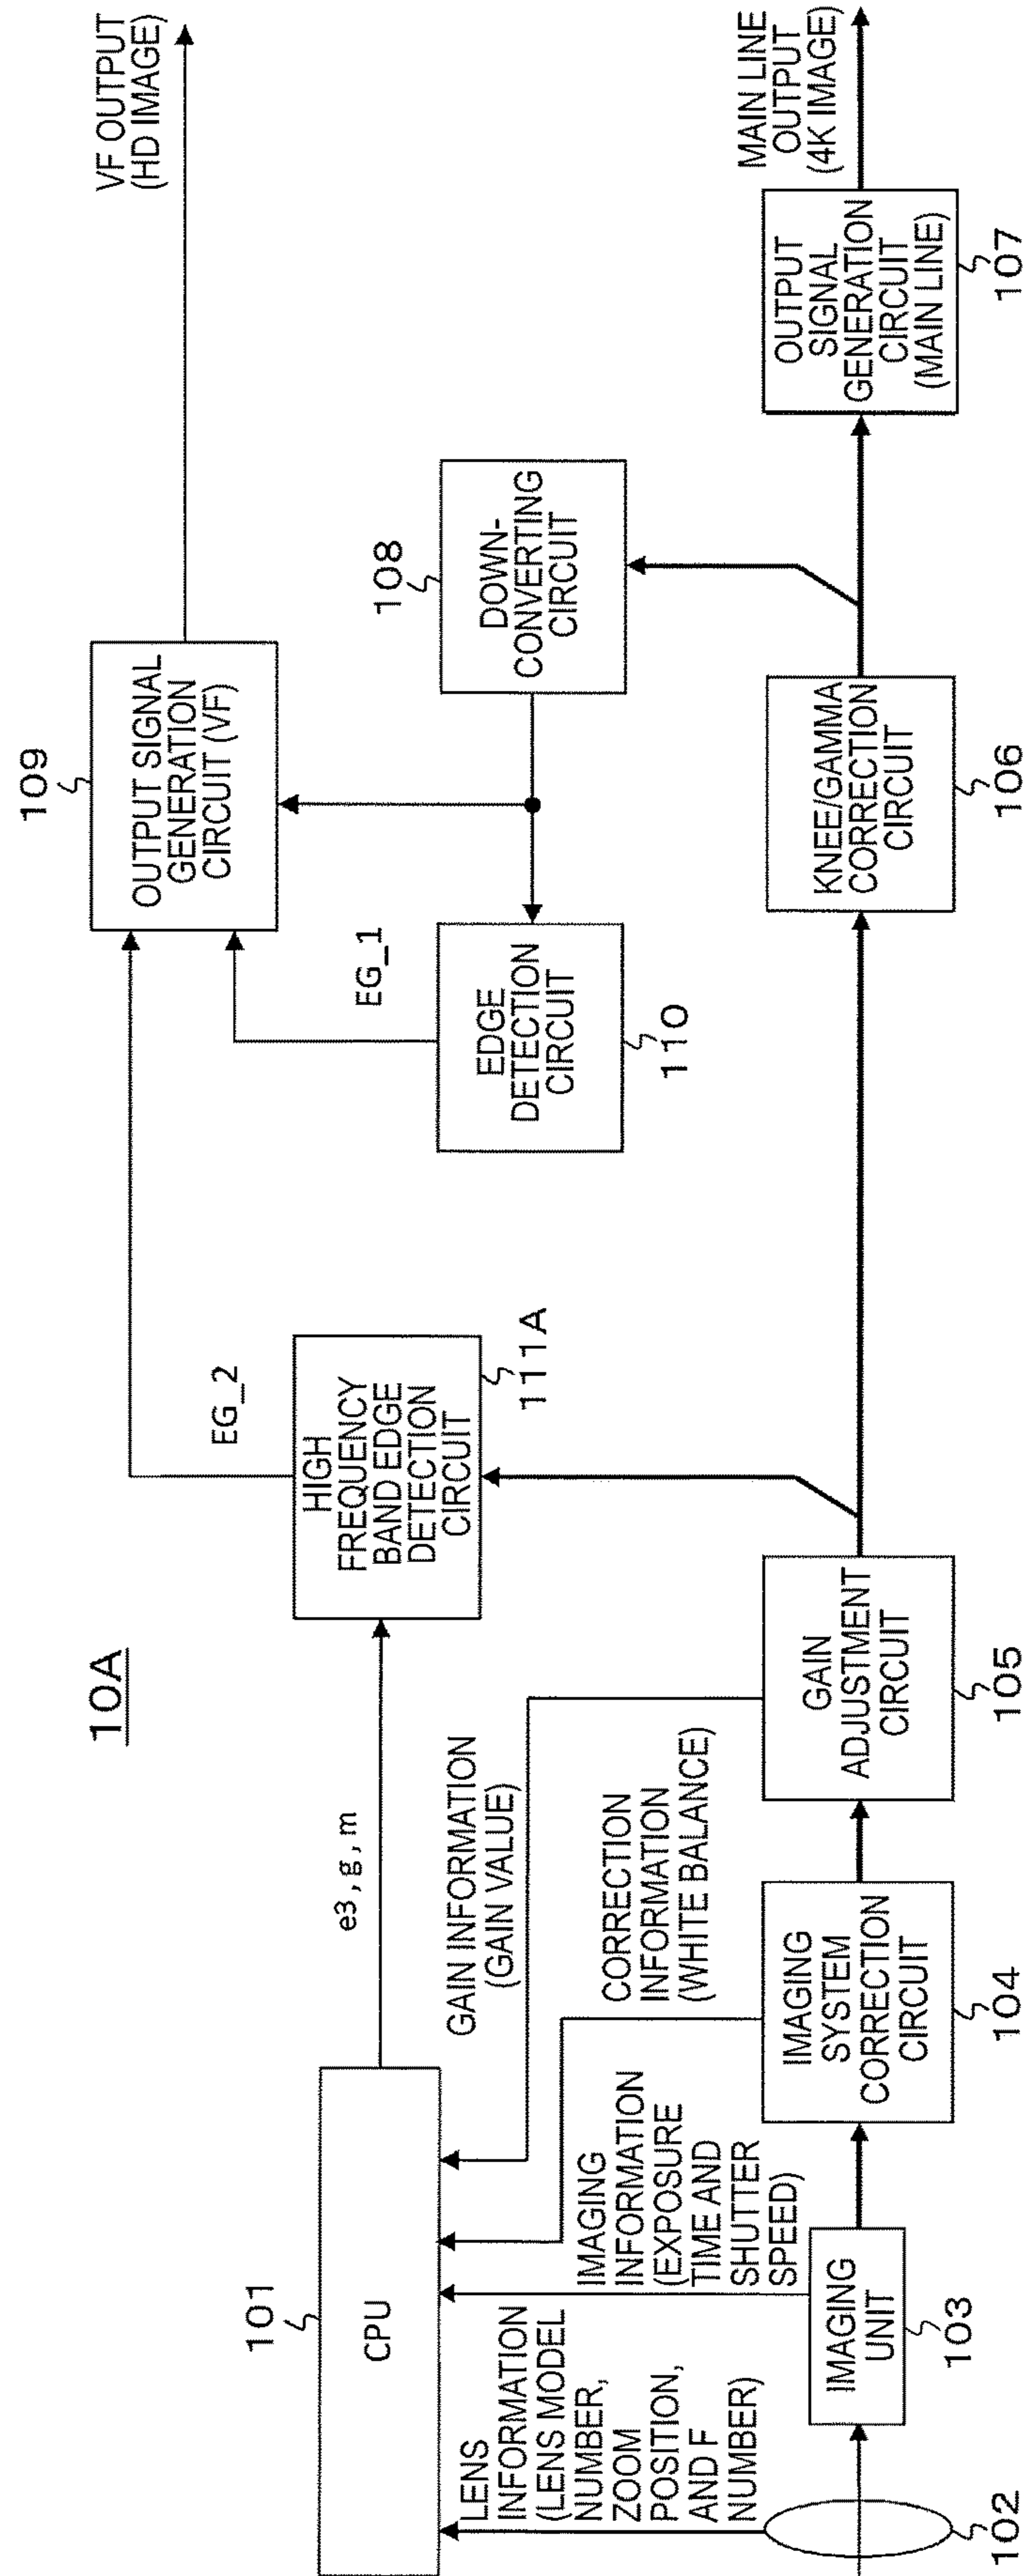 10A
101
CPU
LENS
INFORMATION
(LENS MODEL
NUMBER,
ZOOM
POSITION,
AND F
NUMBER)
102
IMAGING
INFORMATION
(EXPOSURE
TIME AND
SHUTTER
SPEED)
IMAGING
UNIT
103
CORRECTION
INFORMATION
(WHITE BALANCE)
IMAGING
SYSTEM
CORRECTION
CIRCUIT
104
GAIN INFORMATION
(GAIN VALUE)
GAIN
ADJUSTMENT
CIRCUIT
105
e3,g,m
HIGH
FREQUENCY
BAND EDGE
DETECTION
CIRCUIT
111A
EG_2
EDGE
DETECTION
CIRCUIT
110
EG_1
109
OUTPUT SIGNAL
GENERATION
CIRCUIT (VF)
KNEE/GAMMA
CORRECTION
CIRCUIT
106
108
DOWN-
CONVERTING
CIRCUIT
OUTPUT
SIGNAL
GENERATION
CIRCUIT
(MAIN LINE)
107
VF OUTPUT
(HD IMAGE)
MAIN LINE
OUTPUT
(4K IMAGE)